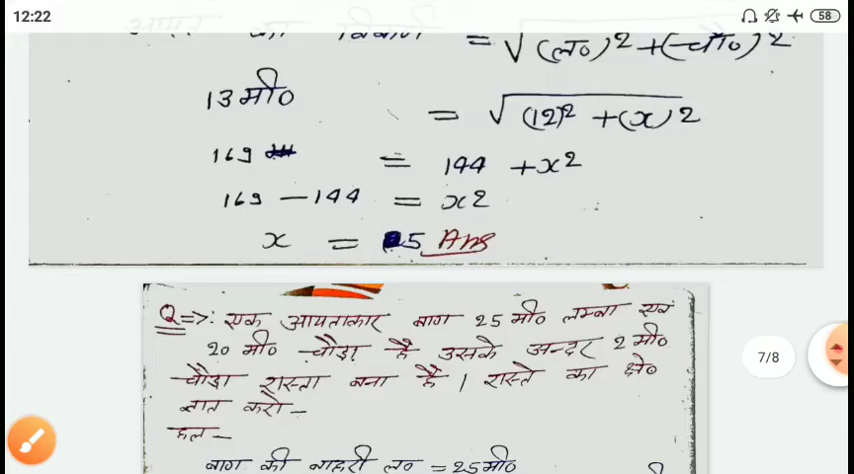 12:22
58
= √(ल०)² + (चौ०)²
13मी०
= √(12)² + (x)²
169 = 144 + x²
169 – 144 = x²
x = 5 Ans
Q=>: एक आयताकार बाग 25 मी० लम्बा एवं
20 मी० चौड़ा है उसके अन्दर 2 मी०
चौड़ा रास्ता बना है। रास्ते का क्षे०
ज्ञात करो–
7/8
हल–
बाग की बाहरी ल० = 25मी०